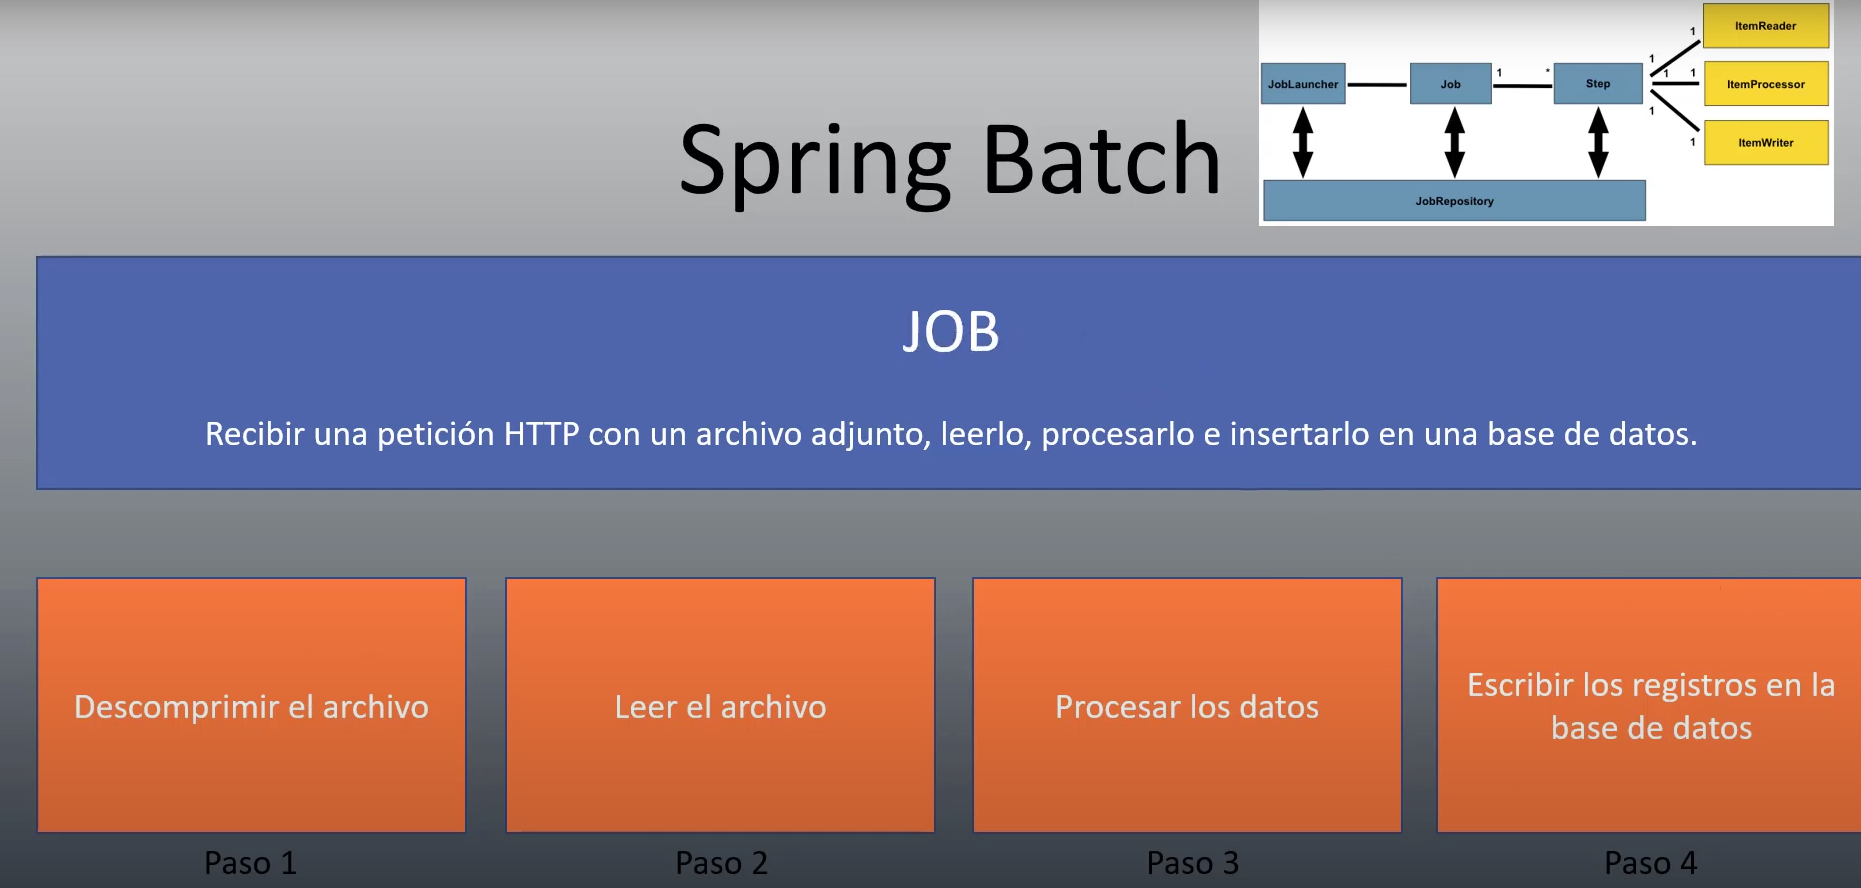 Spring Batch
JobLauncher
Job
Step
ItemReader
ItemProcessor
ItemWriter
JobRepository
1
*
1
1
1
1
1
1
JOB
Recibir una petición HTTP con un archivo adjunto, leerlo, procesarlo e insertarlo en una base de datos.
Descomprimir el archivo
Paso 1
Leer el archivo
Paso 2
Procesar los datos
Paso 3
Escribir los registros en la
base de datos
Paso 4